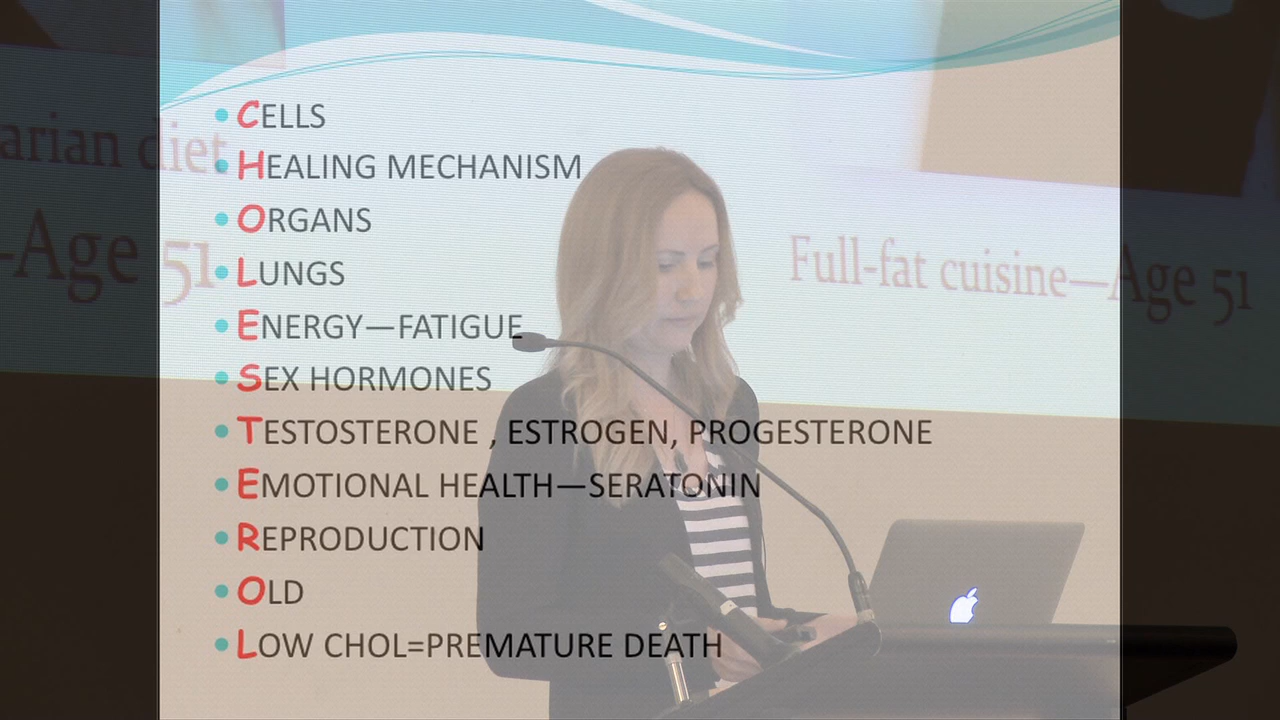 CELLS
HEALING MECHANISM
ORGANS
LUNGS
ENERGY—FATIGUE
SEX HORMONES
TESTOSTERONE , ESTROGEN, PROGESTERONE
EMOTIONAL HEALTH—SERATONIN
REPRODUCTION
OLD
LOW CHOL=PREMATURE DEATH
arian diet
—Age 51
Full-fat cuisine—Age 51